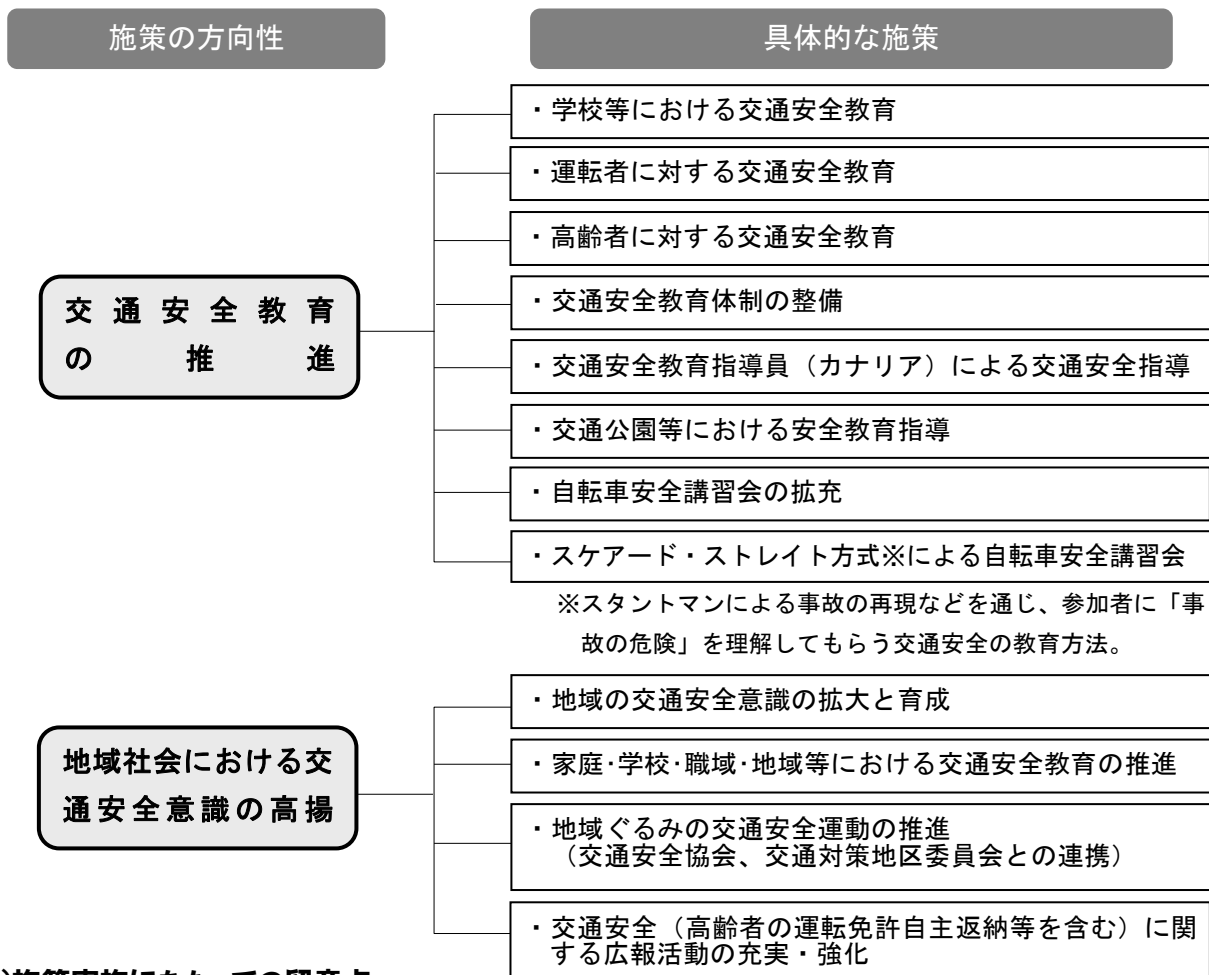 施策の方向性
具体的な施策
交通安全教育
の推進
・学校等における交通安全教育
・運転者に対する交通安全教育
・高齢者に対する交通安全教育
・交通安全教育体制の整備
・交通安全教育指導員（カナリア）による交通安全指導
・交通公園等における安全教育指導
・自転車安全講習会の拡充
・スケアード・ストレイト方式※による自転車安全講習会
※スタントマンによる事故の再現などを通じ、参加者に「事
故の危険」を理解してもらう交通安全の教育方法。
地域社会における交
通安全意識の高揚
・地域の交通安全意識の拡大と育成
・家庭・学校・職域・地域等における交通安全教育の推進
・地域ぐるみの交通安全運動の推進
（交通安全協会、交通対策地区委員会との連携）
・交通安全（高齢者の運転免許自主返納等を含む）に関
する広報活動の充実・強化
施策実施にあたっての留意点